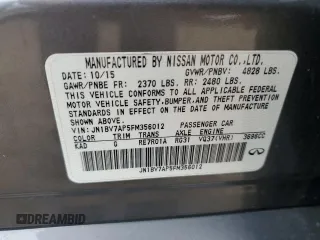 MANUFACTURED BY NISSAN MOTOR CO.,LTD.
DATE: 10/15 GVWR/PNBV: 4828 LBS.
GAWR/PNBE FR: 2370 LBS. RR: 2480 LBS.
THIS VEHICLE CONFORMS TO ALL APPLICABLE FEDERAL
MOTOR VEHICLE SAFETY, BUMPER, AND THEFT PREVENTION
STANDARDS IN EFFECT ON THE DATE OF MANUFACTURE
SHOWN ABOVE.
VIN: JN1BV7AP5FM356012 PASSENGER CAR
COLOR TRIM TRANS AXLE ENGINE
KAD G RE7R01A RG31 VQ37(VHR) 3696CC
JN1BV7AP5FM356012
© DEALERSHIP AUCTION HISTORY